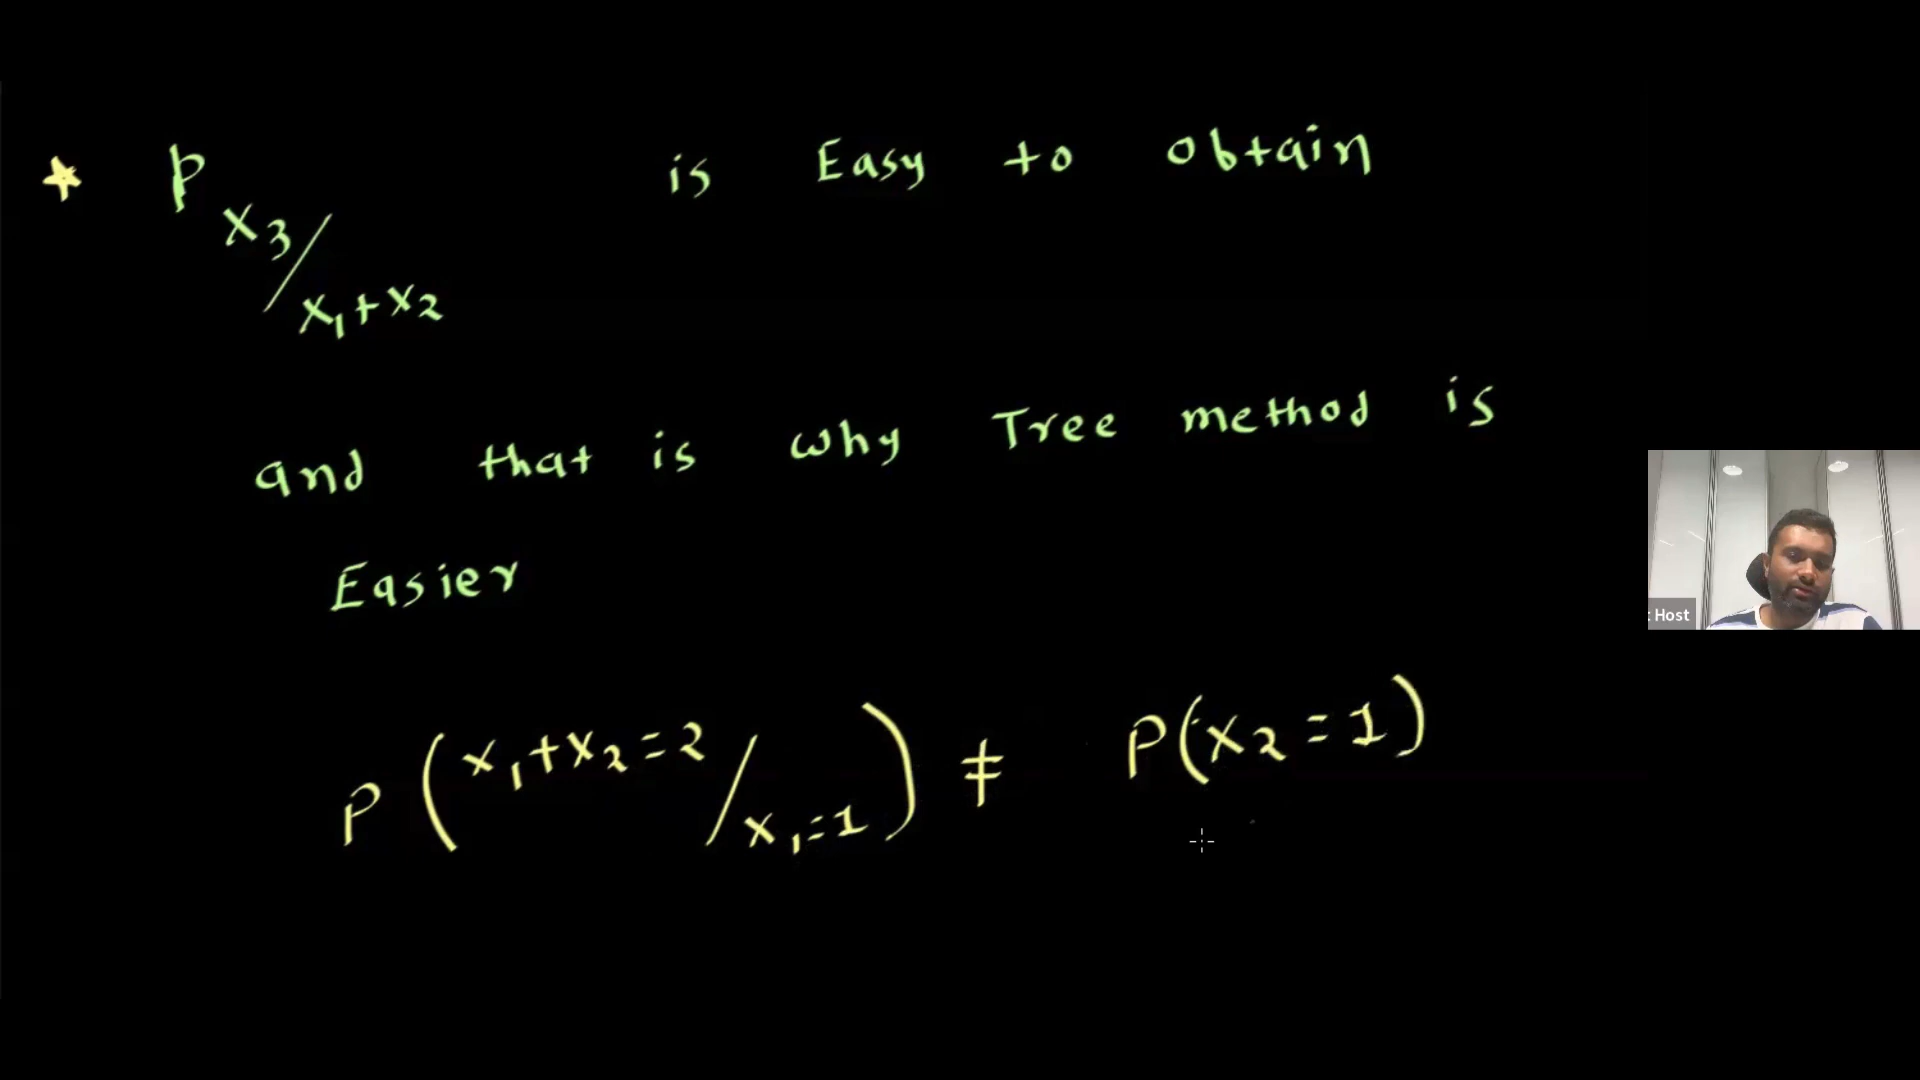 ★ P X₃/X₁+X₂ is Easy to obtain
and that is why Tree method is
Easier
P(X₁+X₂=2/X₁=1) ≠ P(X₂=1)
: Host